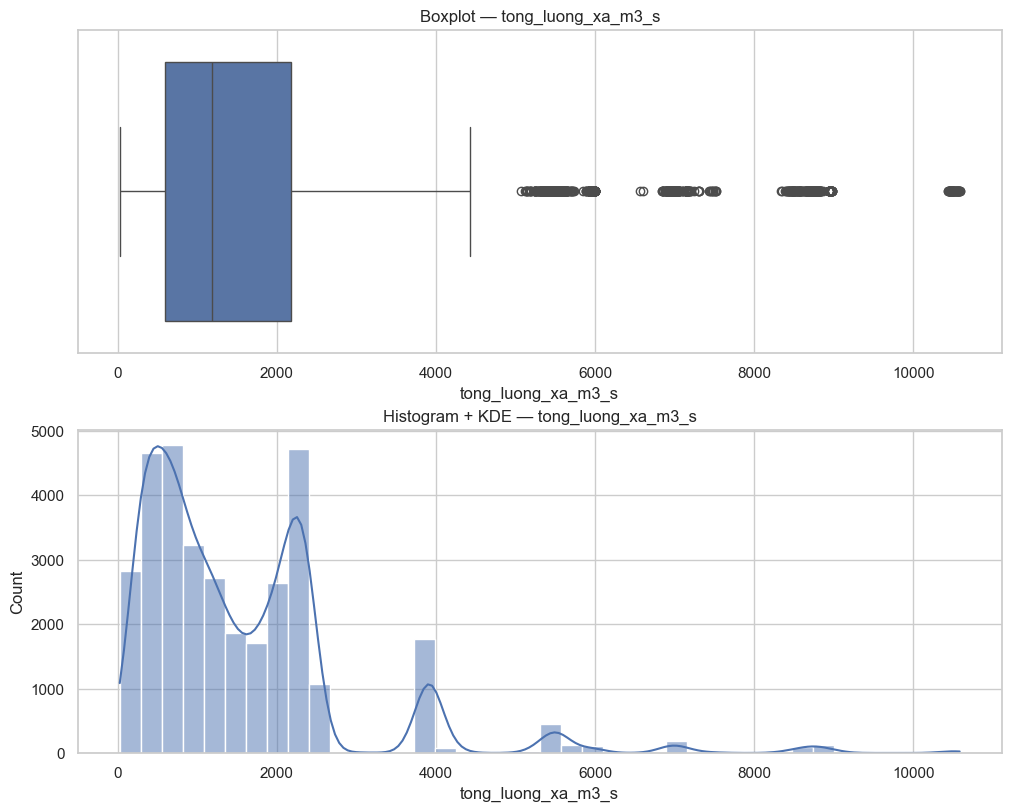 Boxplot — tong_luong_xa_m3_s
0 2000 4000 6000 8000 10000
tong_luong_xa_m3_s
Histogram + KDE — tong_luong_xa_m3_s
5000
4000
3000
2000
1000
0
Count
0 2000 4000 6000 8000 10000
tong_luong_xa_m3_s